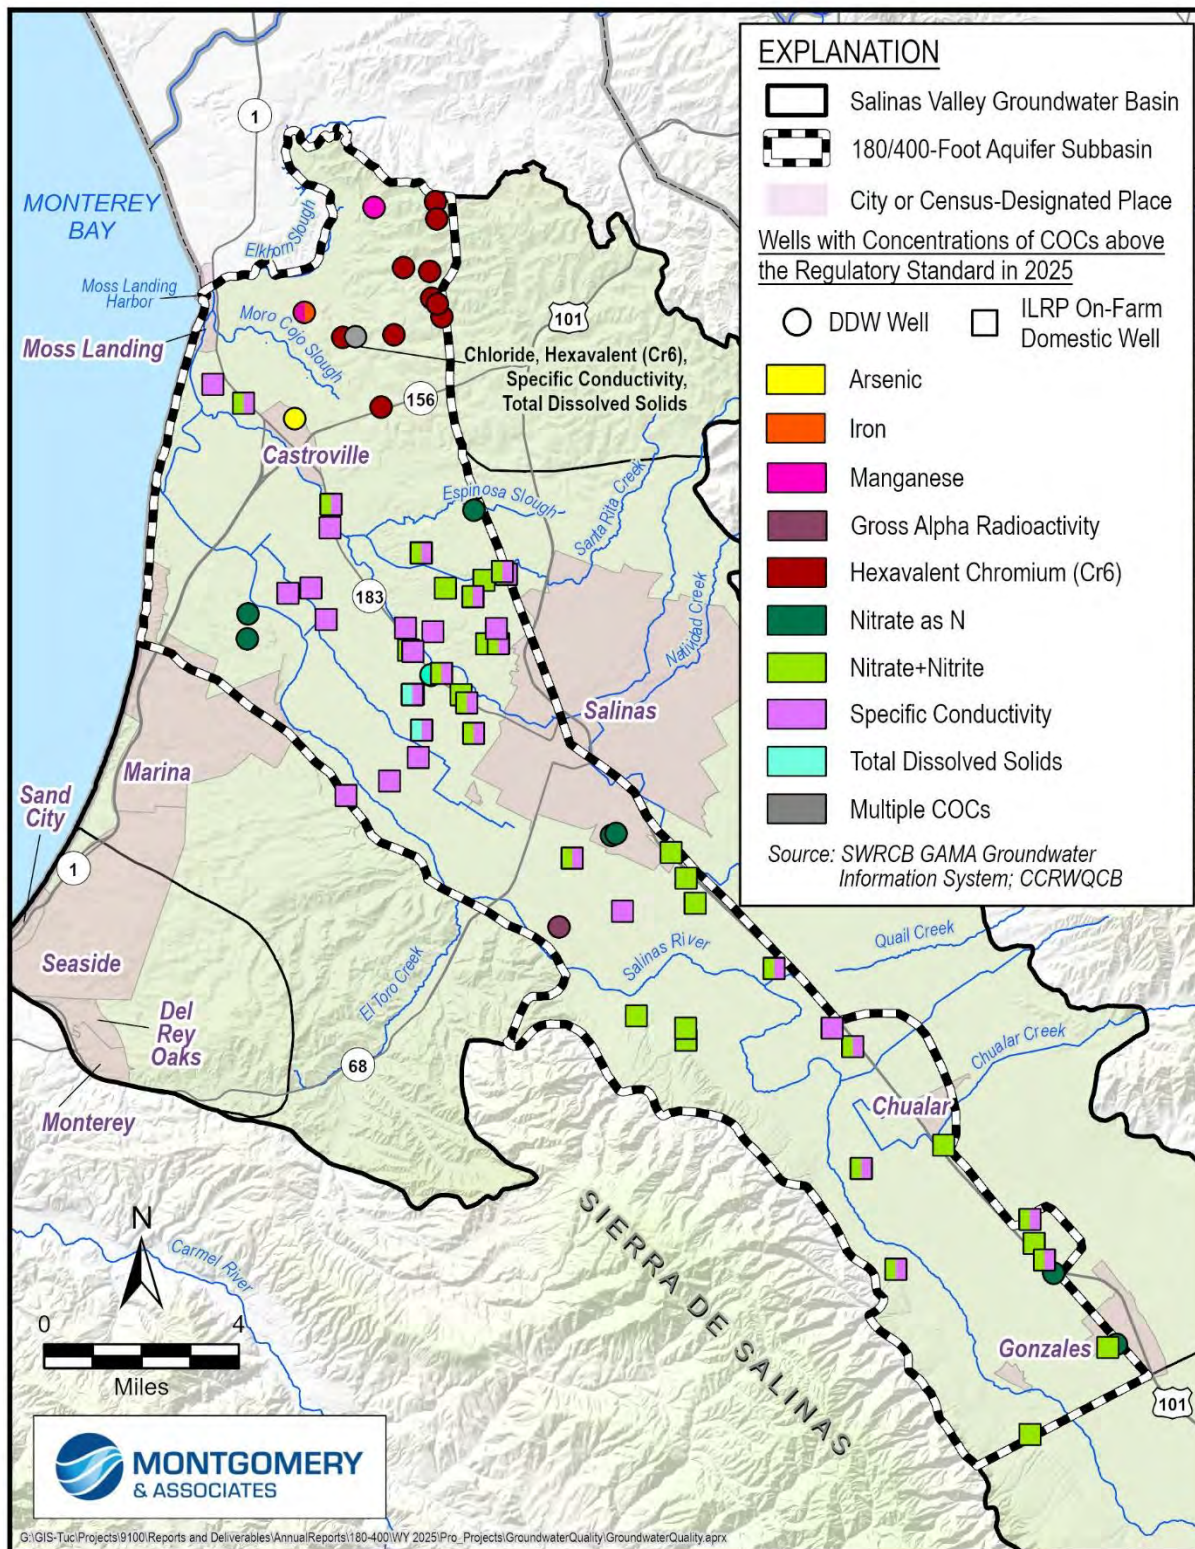 EXPLANATION
Salinas Valley Groundwater Basin
180/400-Foot Aquifer Subbasin
City or Census-Designated Place
Wells with Concentrations of COCs above
the Regulatory Standard in 2025
DDW Well
ILRP On-Farm
Domestic Well
Arsenic
Iron
Manganese
Gross Alpha Radioactivity
Hexavalent Chromium (Cr6)
Nitrate as N
Nitrate+Nitrite
Specific Conductivity
Total Dissolved Solids
Multiple COCs
Source: SWRCB GAMA Groundwater
Information System; CCRWQCB
1
MONTEREY
BAY
Elkhorn Slough
Moss Landing
Harbor
Moro Cojo Slough
Moss Landing
101
Chloride, Hexavalent (Cr6),
Specific Conductivity,
Total Dissolved Solids
156
Castroville
Espinosa Slough
Santa Rita Creek
Natividad Creek
183
Salinas
Marina
Sand
City
1
Seaside
Del
Rey
Oaks
Monterey
El Toro Creek
68
Salinas River
Quail Creek
Chualar Creek
Chualar
SIERRA DE SALINAS
Gonzales
101
Carmel River
N
0 4
Miles
MONTGOMERY
& ASSOCIATES
G:\GIS-Tuc\Projects\9100\Reports and Deliverables\AnnualReports\180-400\WY 2025\Pro_Projects\GroundwaterQuality\GroundwaterQuality.aprx